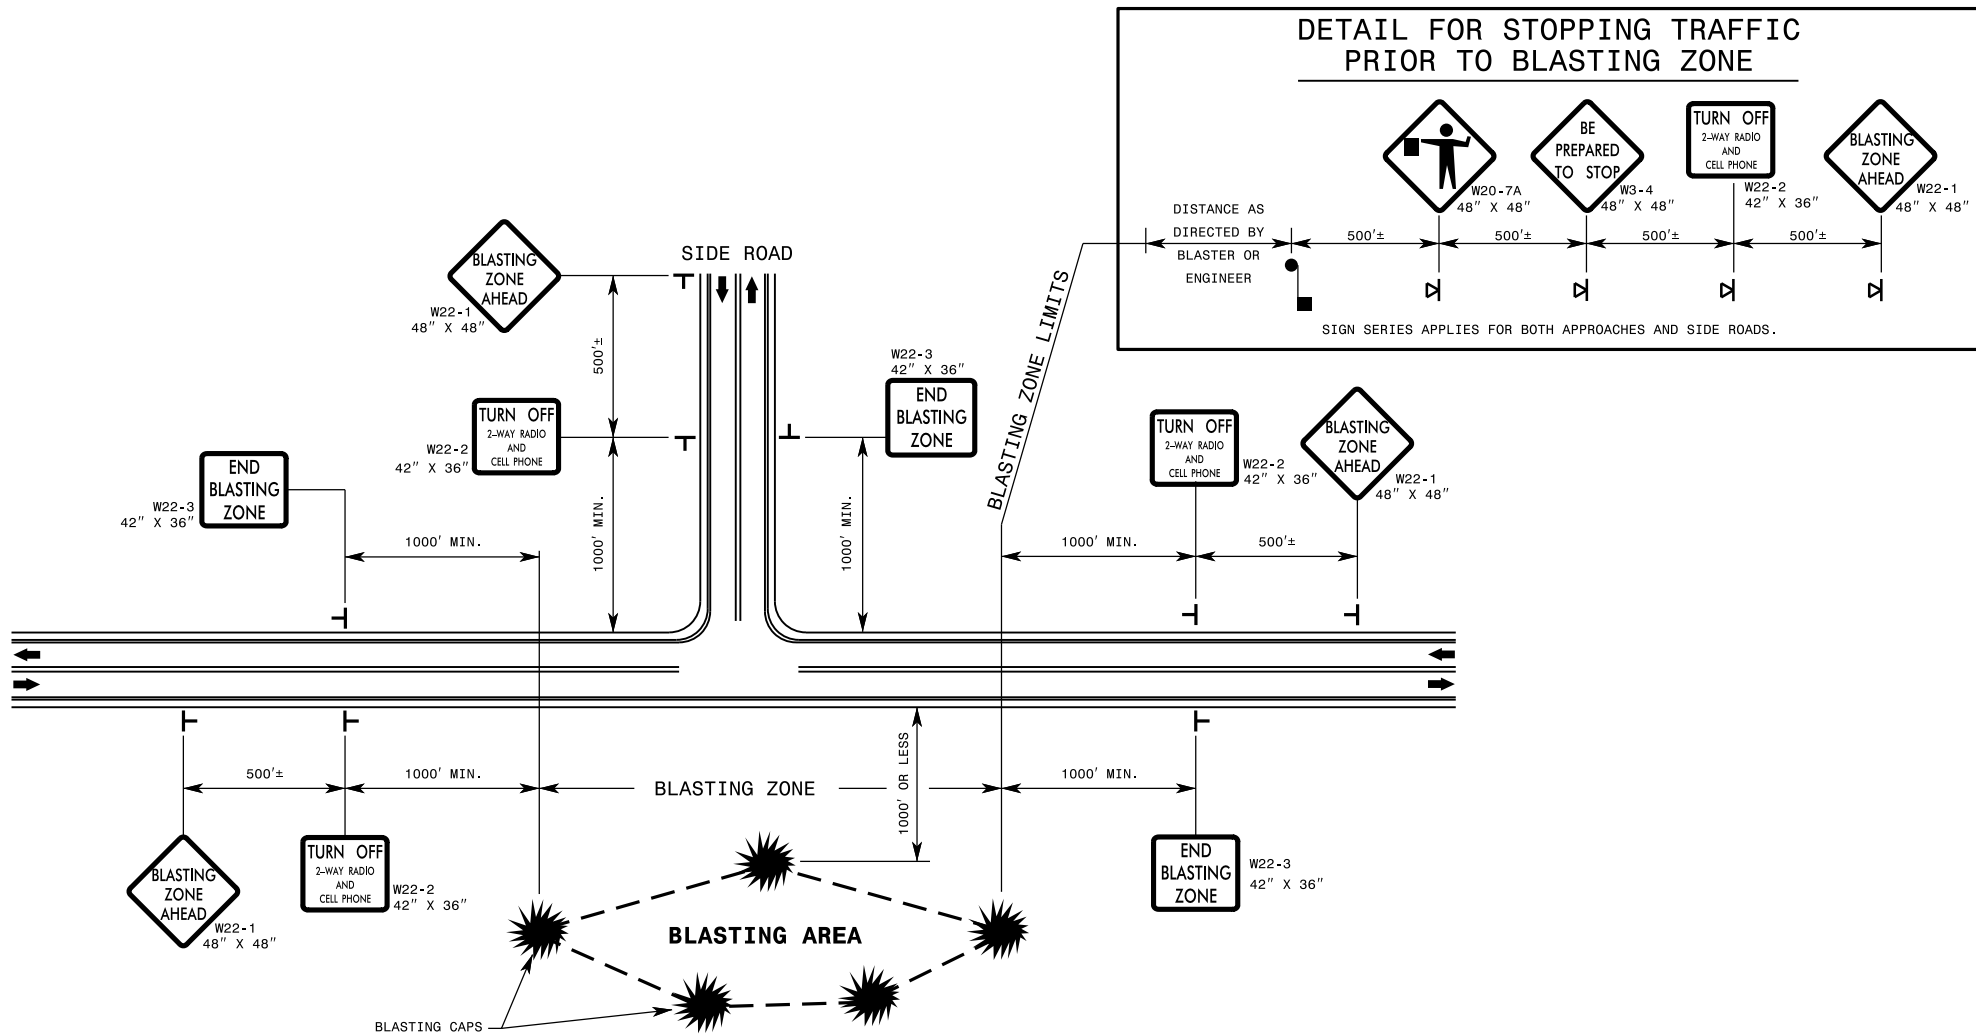 DETAIL FOR STOPPING TRAFFIC
PRIOR TO BLASTING ZONE
BE
PREPARED
TO STOP
TURN OFF
2-WAY RADIO
AND
CELL PHONE
BLASTING
ZONE
AHEAD
W20-7A
48" X 48"
W3-4
48" X 48"
W22-2
42" X 36"
W22-1
48" X 48"
DISTANCE AS
DIRECTED BY
BLASTER OR
ENGINEER
500'±
500'±
500'±
500'±
SIGN SERIES APPLIES FOR BOTH APPROACHES AND SIDE ROADS.
BLASTING
ZONE
AHEAD
W22-1
48" X 48"
SIDE ROAD
500'±
TURN OFF
2-WAY RADIO
AND
CELL PHONE
W22-2
42" X 36"
W22-3
42" X 36"
END
BLASTING
ZONE
END
BLASTING
ZONE
W22-3
42" X 36"
1000' MIN.
1000' MIN.
1000' MIN.
BLASTING ZONE LIMITS
TURN OFF
2-WAY RADIO
AND
CELL PHONE
W22-2
42" X 36"
BLASTING
ZONE
AHEAD
W22-1
48" X 48"
1000' MIN.
500'±
500'±
1000' MIN.
BLASTING ZONE
1000' OR LESS
1000' MIN.
BLASTING
ZONE
AHEAD
W22-1
48" X 48"
TURN OFF
2-WAY RADIO
AND
CELL PHONE
W22-2
42" X 36"
END
BLASTING
ZONE
W22-3
42" X 36"
BLASTING AREA
BLASTING CAPS